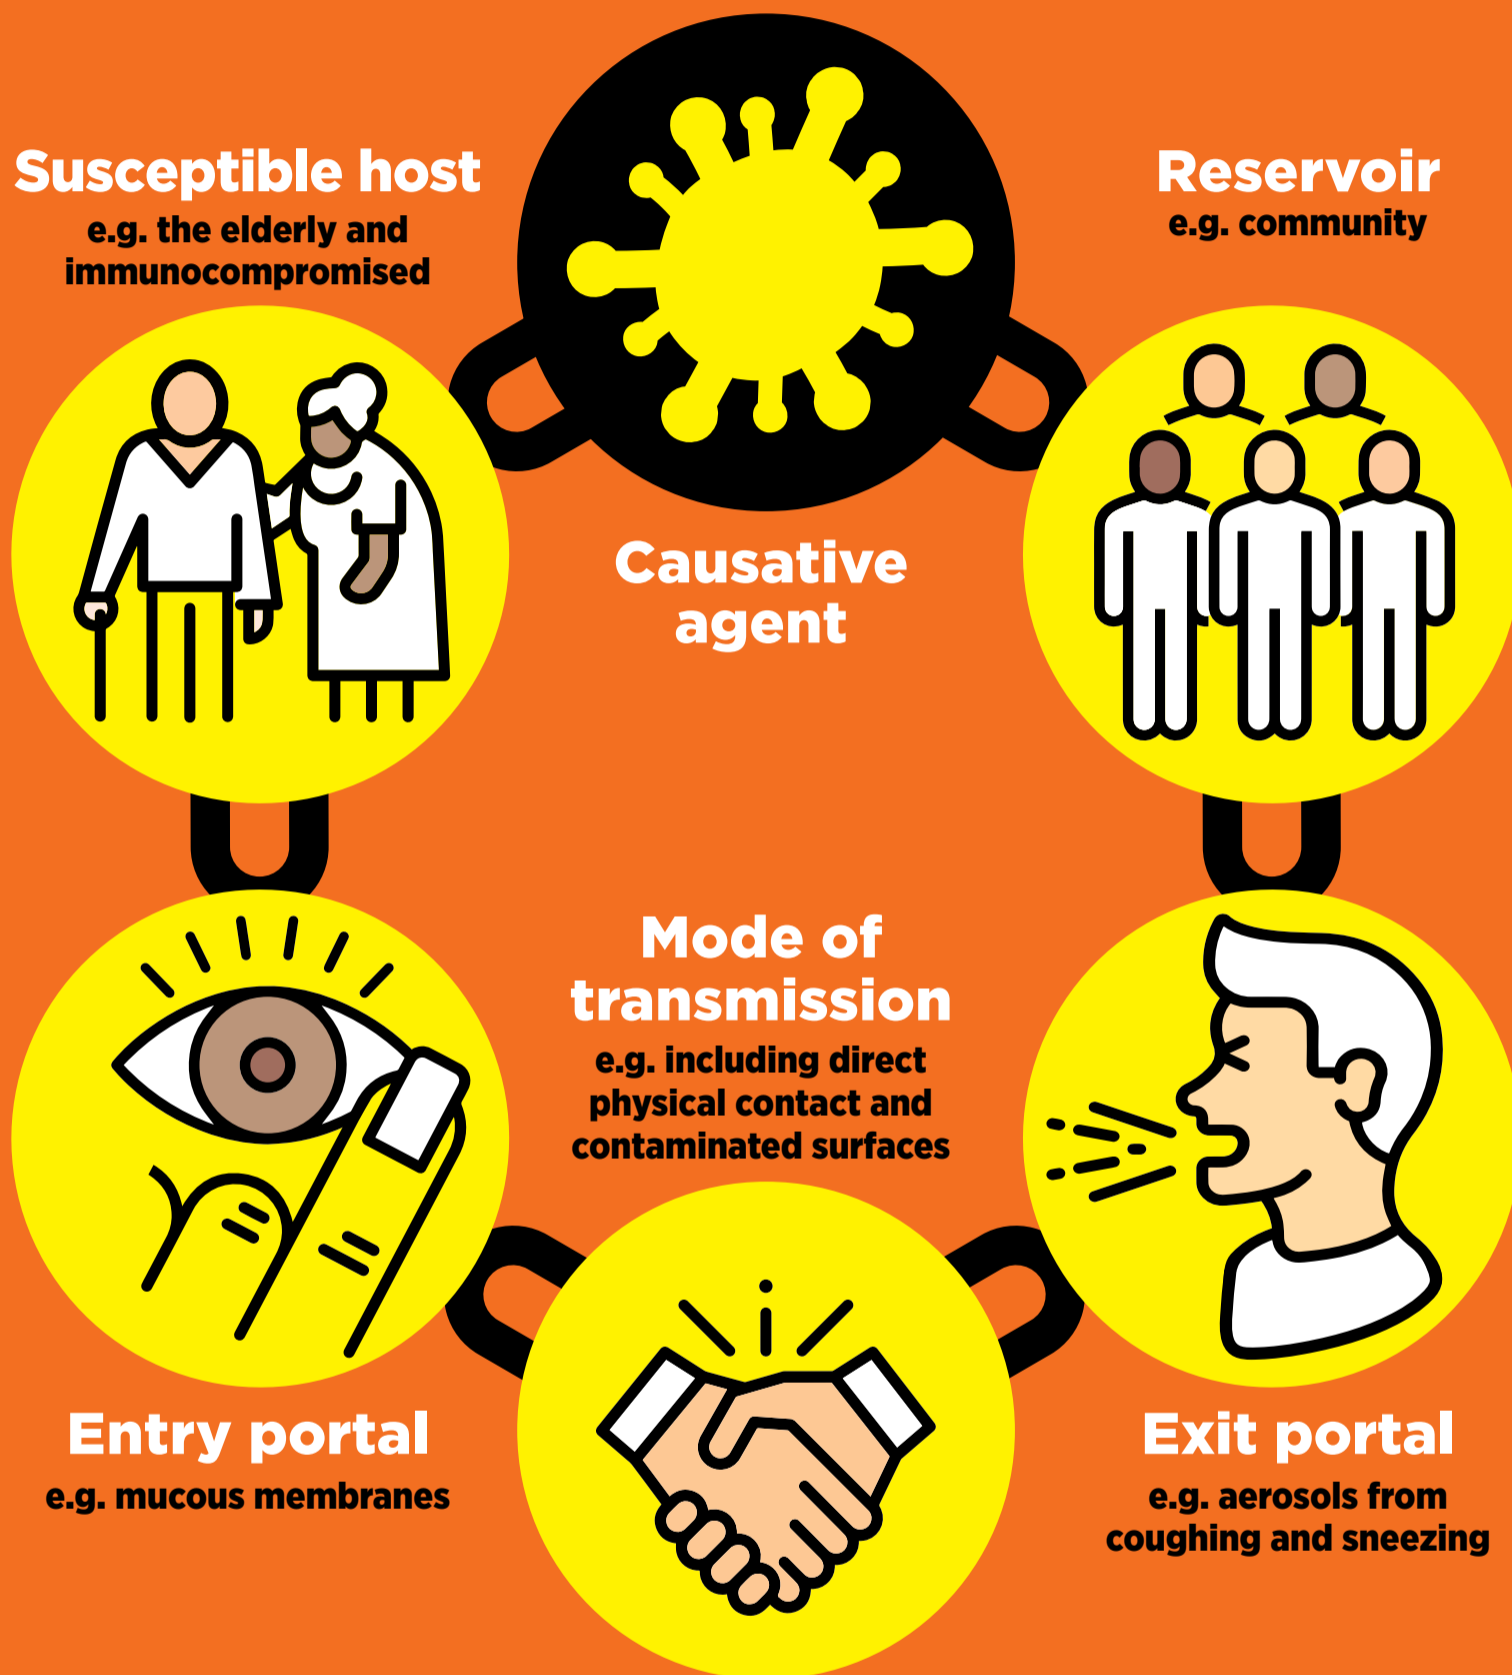 Susceptible host
e.g. the elderly and
immunocompromised
Reservoir
e.g. community
Causative
agent
Mode of
transmission
e.g. including direct
physical contact and
contaminated surfaces
Entry portal
e.g. mucous membranes
Exit portal
e.g. aerosols from
coughing and sneezing